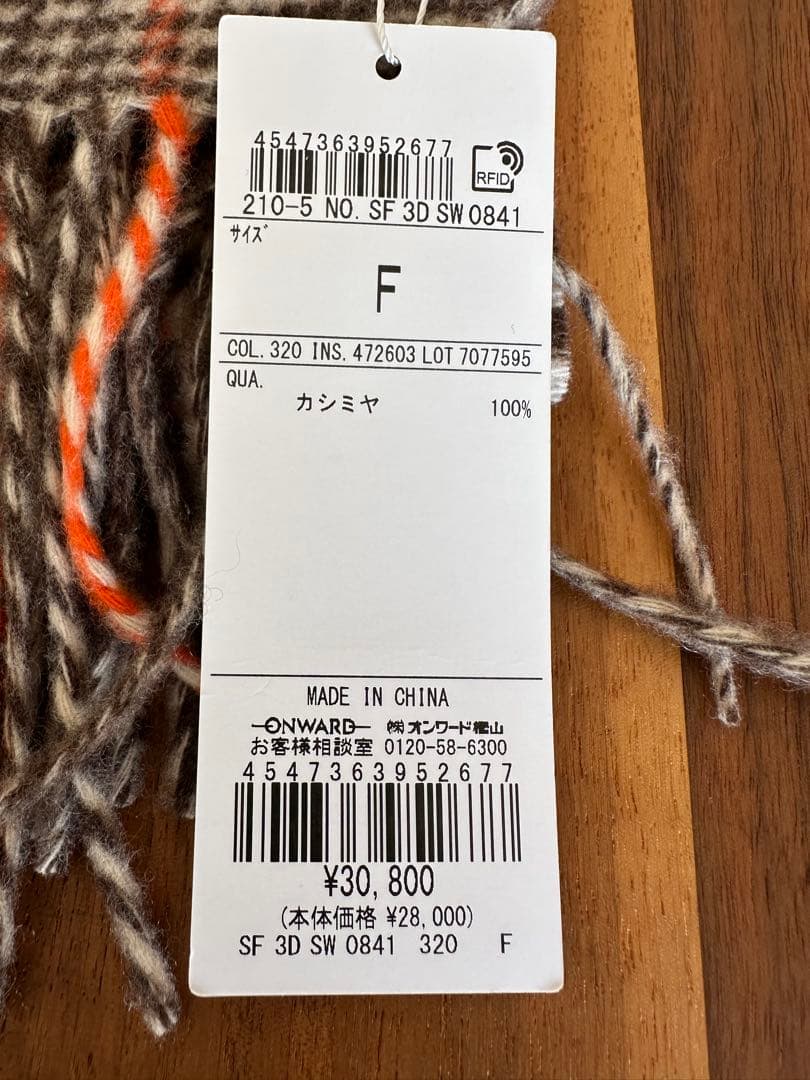 4547363952677
RFID
210-5 NO. SF 3D SW 0841
サイズ
F
COL. 320 INS. 472603 LOT 7077595
QUA.
カシミヤ 100%
MADE IN CHINA
ONWARD ㈱オンワード樫山
お客様相談室 0120-58-6300
4547363952677
¥30,800
(本体価格 ¥28,000)
SF 3D SW 0841 320 F